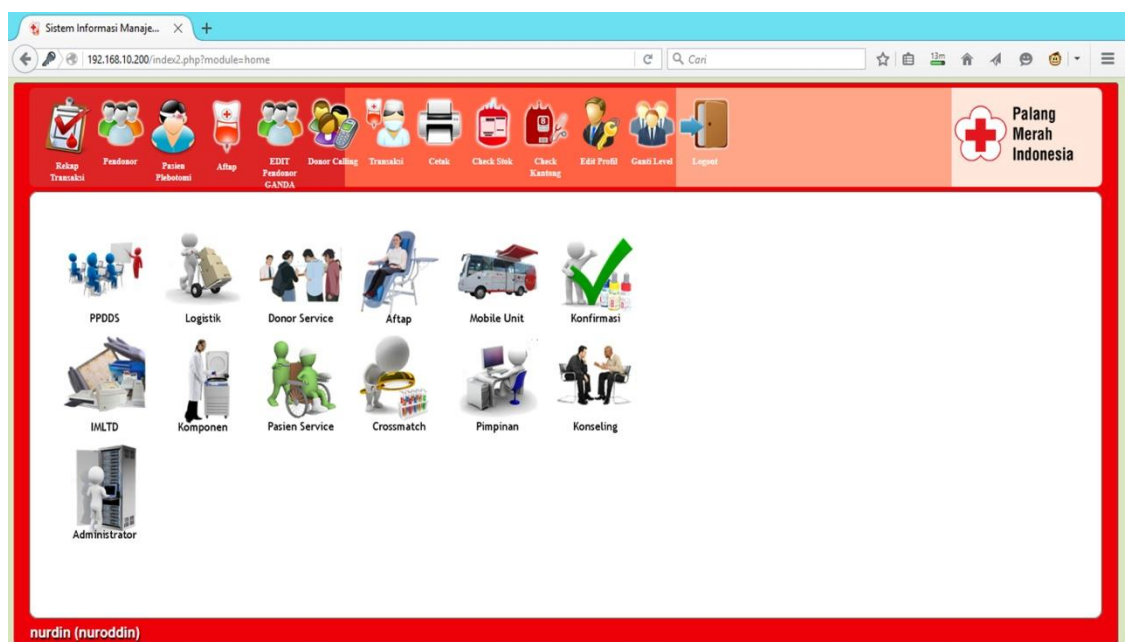 Sistem Informasi Manaje...
192.168.10.200/index2.php?module=home
Cari
13m
Rekap Transaksi
Pendonor
Pasien Plebotomi
Aftap
EDIT Pendonor GANDA
Donor Calling
Transaksi
Cetak
Check Stok
Check Kantong
Edit Profil
Ganti Level
Logout
Palang
Merah
Indonesia
PPDDS Logistik Donor Service Aftap Mobile Unit Konfirmasi
IMLTD Komponen Pasien Service Crossmatch Pimpinan Konseling
Administrator
nurdin (nuroddin)